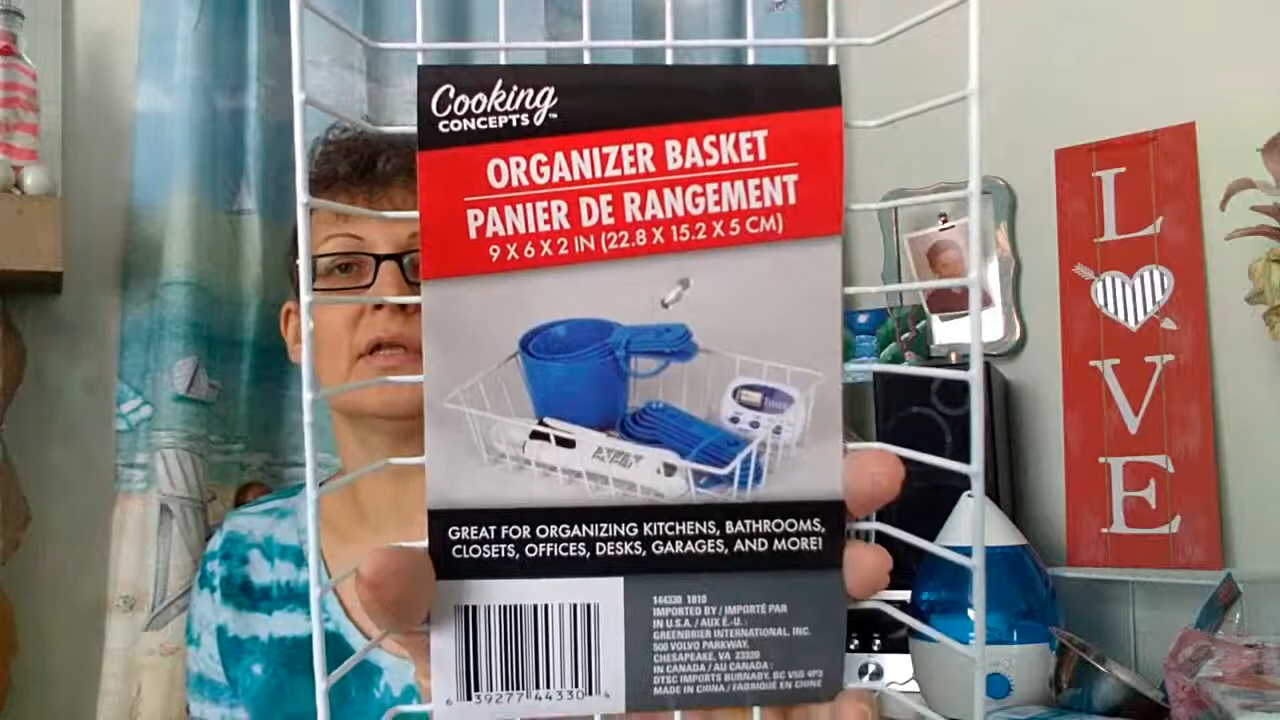 Cooking
CONCEPTS™
ORGANIZER BASKET
PANIER DE RANGEMENT
9 X 6 X 2 IN (22.8 X 15.2 X 5 CM)
GREAT FOR ORGANIZING KITCHENS, BATHROOMS,
CLOSETS, OFFICES, DESKS, GARAGES, AND MORE!
144330 1810
IMPORTED BY / IMPORTÉ PAR
IN U.S.A. / AUX É.-U. :
GREENBRIER INTERNATIONAL, INC.
500 VOLVO PARKWAY,
CHESAPEAKE, VA 23320
IN CANADA / AU CANADA :
DTSC IMPORTS BURNABY, BC V5G 4P3
MADE IN CHINA / FABRIQUÉ EN CHINE
6 39277 44330 4
L
V
E